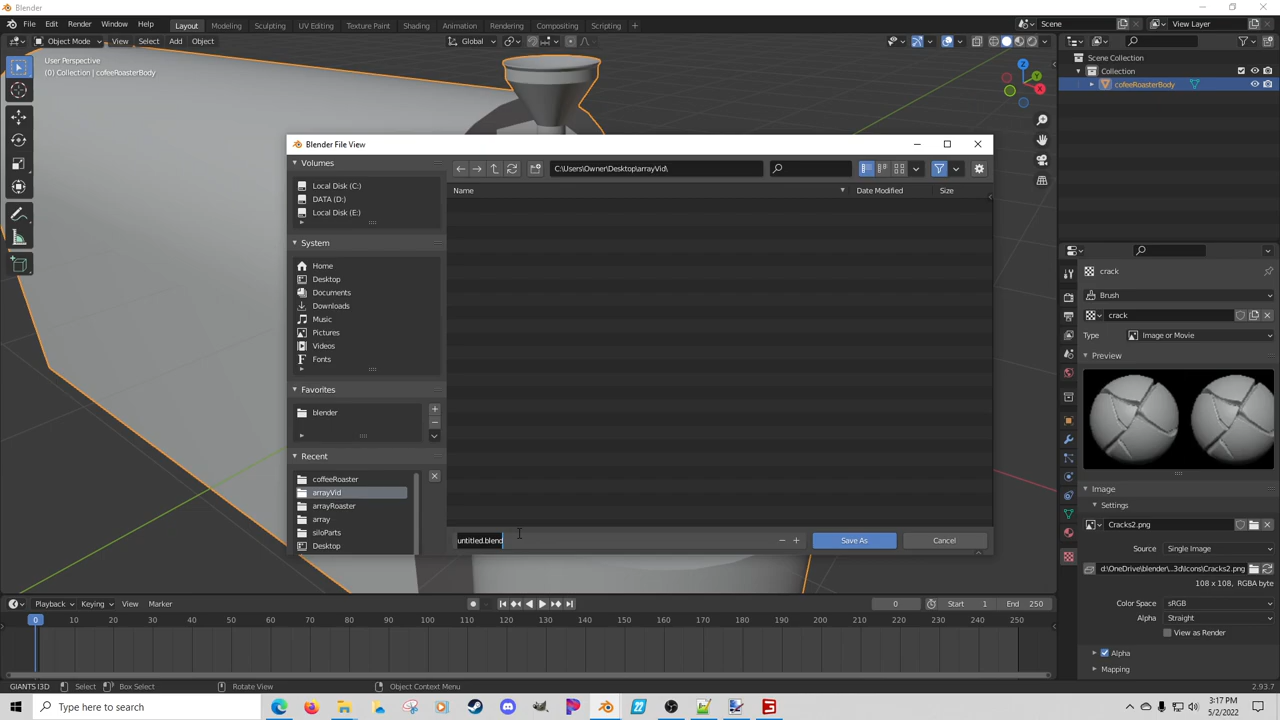 Blender
File Edit Render Window Help Layout Modeling Sculpting UV Editing Texture Paint Shading Animation Rendering Compositing Scripting + Scene View Layer
Object Mode View Select Add Object Global
User Perspective
(0) Collection | cofeeRoasterBody
Scene Collection
Collection
cofeeRoasterBody
Blender File View
Volumes
Local Disk (C:)
DATA (D:)
Local Disk (E:)
System
Home
Desktop
Documents
Downloads
Music
Pictures
Videos
Fonts
Favorites
blender
Recent
coffeeRoaster
arrayVid
arrayRoaster
array
siloParts
Desktop
C:\Users\Owner\Desktop\arrayVid\
Name Date Modified Size
untitled.blend
Save As Cancel
crack
Brush
crack
Type Image or Movie
Preview
Image
Settings
Cracks2.png
Source Single Image
d:\OneDrive\blender\...3d\Icons\Cracks2.png
108 x 108, RGBA byte
Color Space sRGB
Alpha Straight
View as Render
Alpha
Mapping
Playback Keying View Marker 0 Start 1 End 250
0 10 20 30 40 50 60 70 80 90 100 110 120 130 140 150 160 170 180 190 200 210 220 230 240 250
GIANTS I3D Select Box Select Rotate View Object Context Menu 2.93.7
Type here to search
3:17 PM
5/2/2022